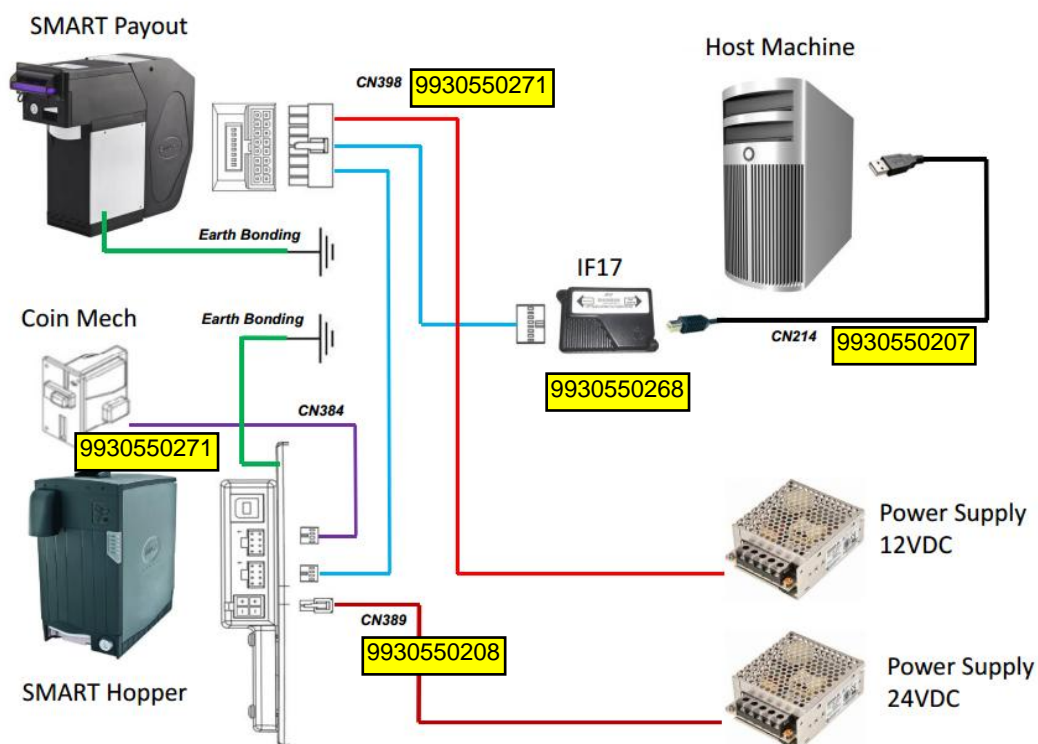 SMART Payout
Host Machine
CN398
9930550271
Earth Bonding
IF17
Coin Mech
Earth Bonding
CN214
9930550207
9930550268
CN384
9930550271
Power Supply
12VDC
CN389
9930550208
SMART Hopper
Power Supply
24VDC